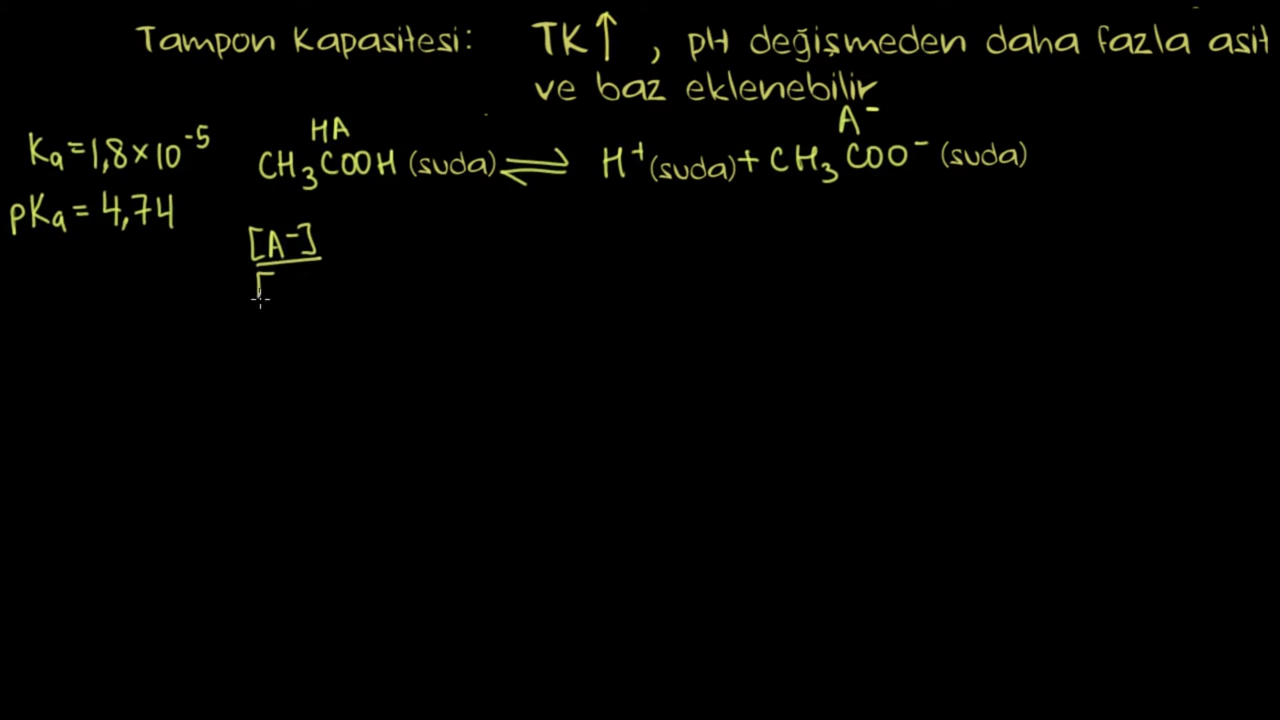 Tampon Kapasitesi: TK↑, pH değişmeden daha fazla asit
ve baz eklenebilir
HA A⁻
Ka = 1,8 × 10⁻⁵ CH₃COOH (suda) ⇌ H⁺ (suda) + CH₃COO⁻ (suda)
pKa = 4,74
[A⁻]
[